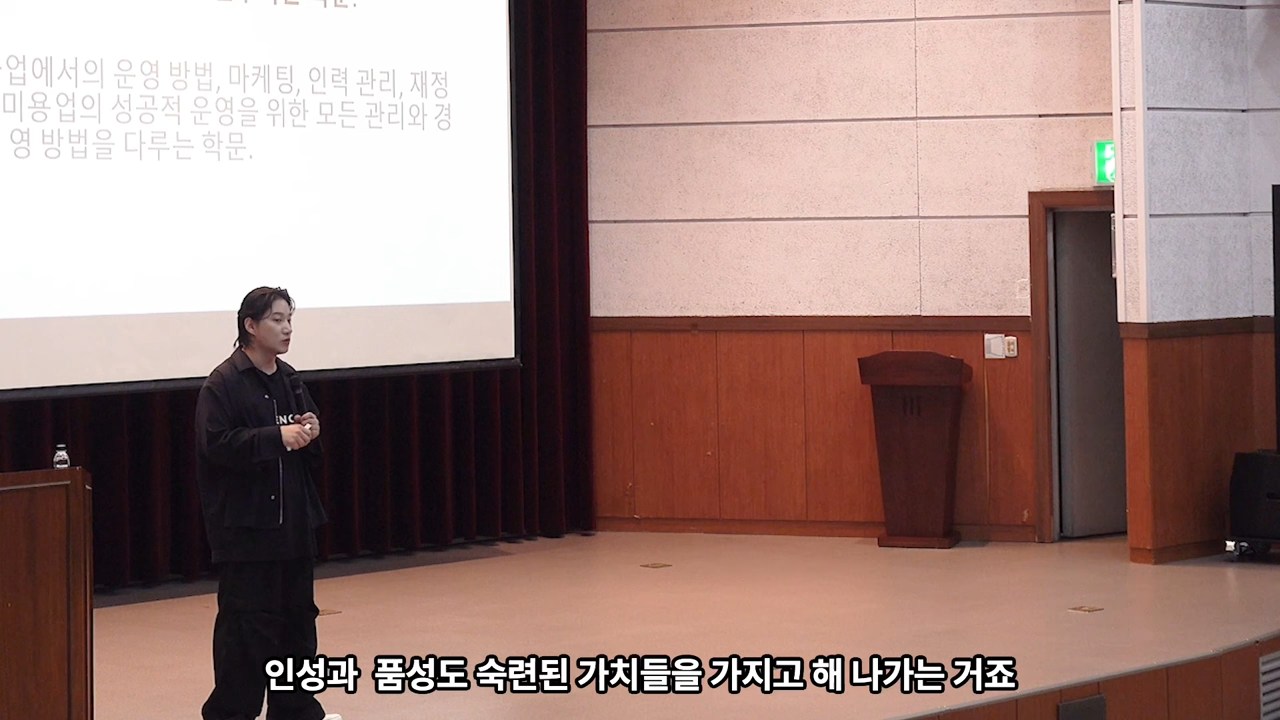 업에서의 운영 방법, 마케팅, 인력 관리, 재정
미용업의 성공적 운영을 위한 모든 관리와 경
영 방법을 다루는 학문.
인성과 품성도 숙련된 가치들을 가지고 해 나가는 거죠